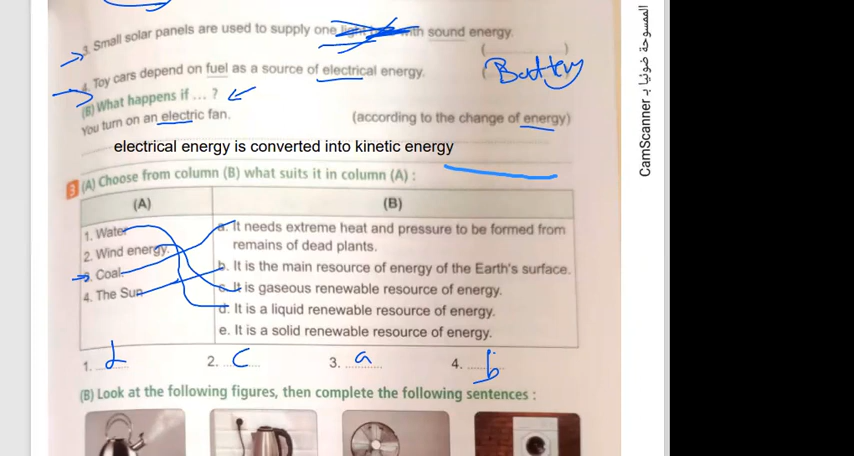 3. Small solar panels are used to supply one light with sound energy.
(..............)
4. Toy cars depend on fuel as a source of electrical energy.
( Battery )
(B) What happens if ... ?
You turn on an electric fan. (according to the change of energy)
electrical energy is converted into kinetic energy
3 (A) Choose from column (B) what suits it in column (A) :
(A) (B)
1. Water
2. Wind energy.
3. Coal
4. The Sun
a. It needs extreme heat and pressure to be formed from
remains of dead plants.
b. It is the main resource of energy of the Earth's surface.
c. It is gaseous renewable resource of energy.
d. It is a liquid renewable resource of energy.
e. It is a solid renewable resource of energy.
1. d 2. c 3. a 4. b
(B) Look at the following figures, then complete the following sentences :
الممسوحة ضوئيا بـ CamScanner